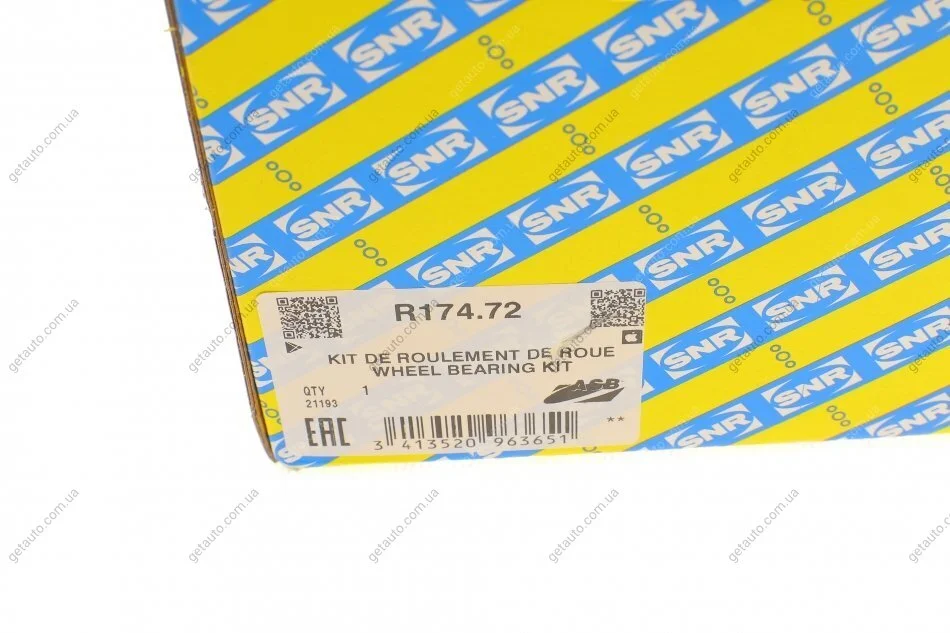 SNR
R174.72
KIT DE ROULEMENT DE ROUE
WHEEL BEARING KIT
QTY 1
21193
ASB
EAC
**
3 413520 963651
getauto.com.ua